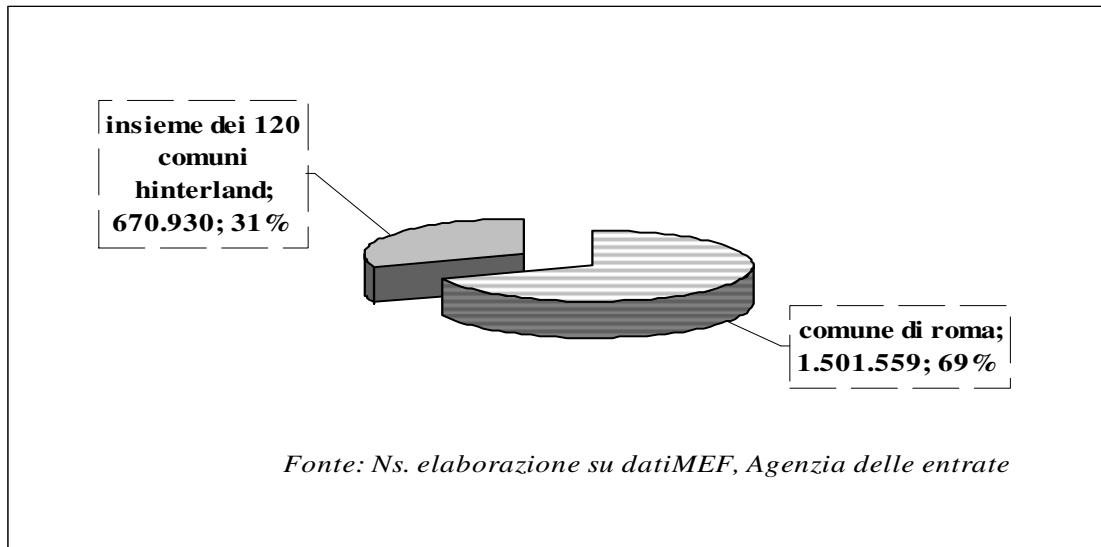 insieme dei 120
comuni
hinterland;
670.930; 31%
comune di roma;
1.501.559; 69%
Fonte: Ns. elaborazione su datiMEF, Agenzia delle entrate